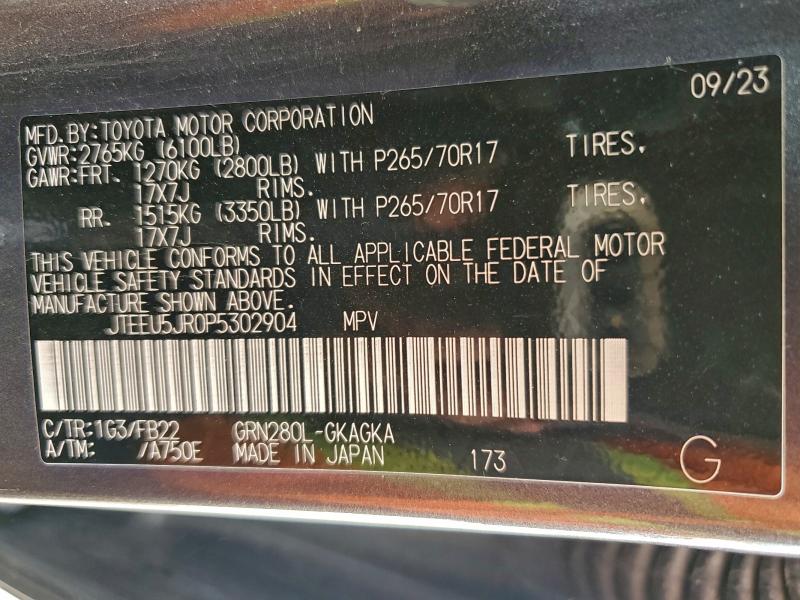 09/23
MFD.BY:TOYOTA MOTOR CORPORATION
GVWR:2765KG (6100LB)
GAWR:FRT. 1270KG (2800LB) WITH P265/70R17 TIRES.
17X7J RIMS.
RR. 1515KG (3350LB) WITH P265/70R17 TIRES.
17X7J RIMS.
THIS VEHICLE CONFORMS TO ALL APPLICABLE FEDERAL MOTOR
VEHICLE SAFETY STANDARDS IN EFFECT ON THE DATE OF
MANUFACTURE SHOWN ABOVE.
JTEEU5JR0P5302904 MPV
C/TR:1G3/FB22 GRN280L-GKAGKA
A/TM: /A750E MADE IN JAPAN 173
G